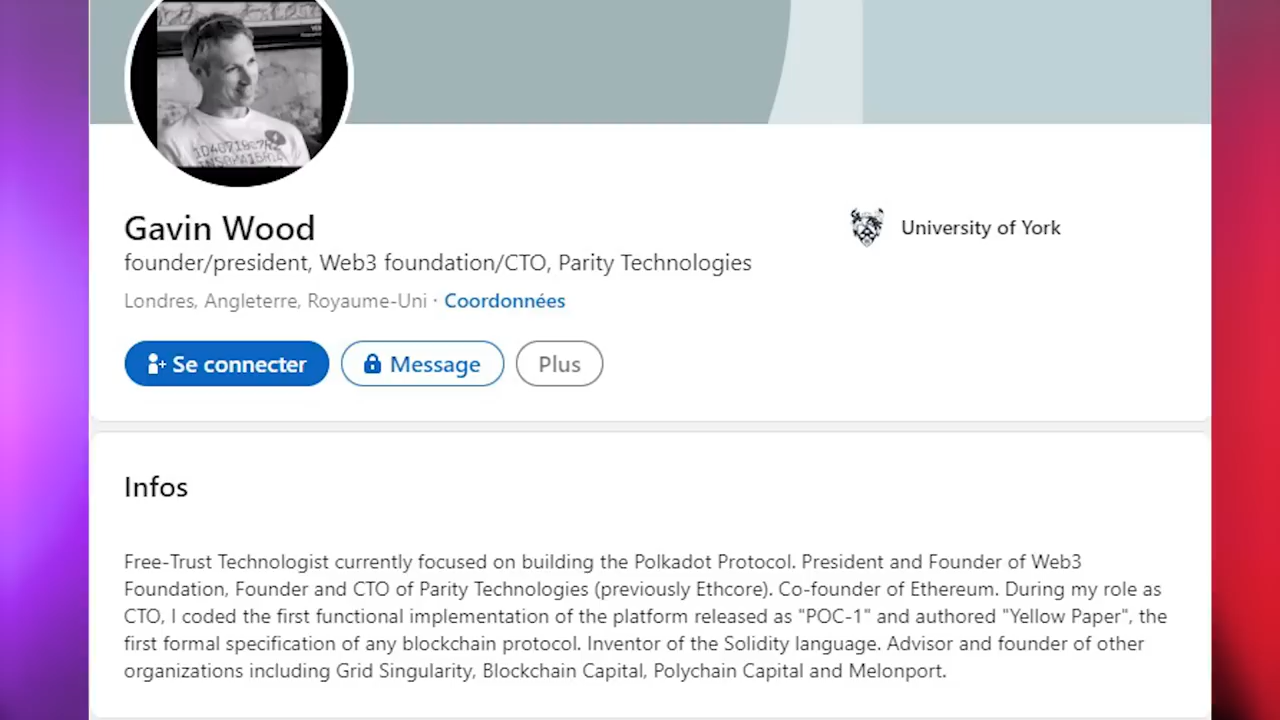 Gavin Wood
University of York
founder/president, Web3 foundation/CTO, Parity Technologies
Londres, Angleterre, Royaume-Uni · Coordonnées
Se connecter
Message
Plus
Infos
Free-Trust Technologist currently focused on building the Polkadot Protocol. President and Founder of Web3
Foundation, Founder and CTO of Parity Technologies (previously Ethcore). Co-founder of Ethereum. During my role as
CTO, I coded the first functional implementation of the platform released as "POC-1" and authored "Yellow Paper", the
first formal specification of any blockchain protocol. Inventor of the Solidity language. Advisor and founder of other
organizations including Grid Singularity, Blockchain Capital, Polychain Capital and Melonport.